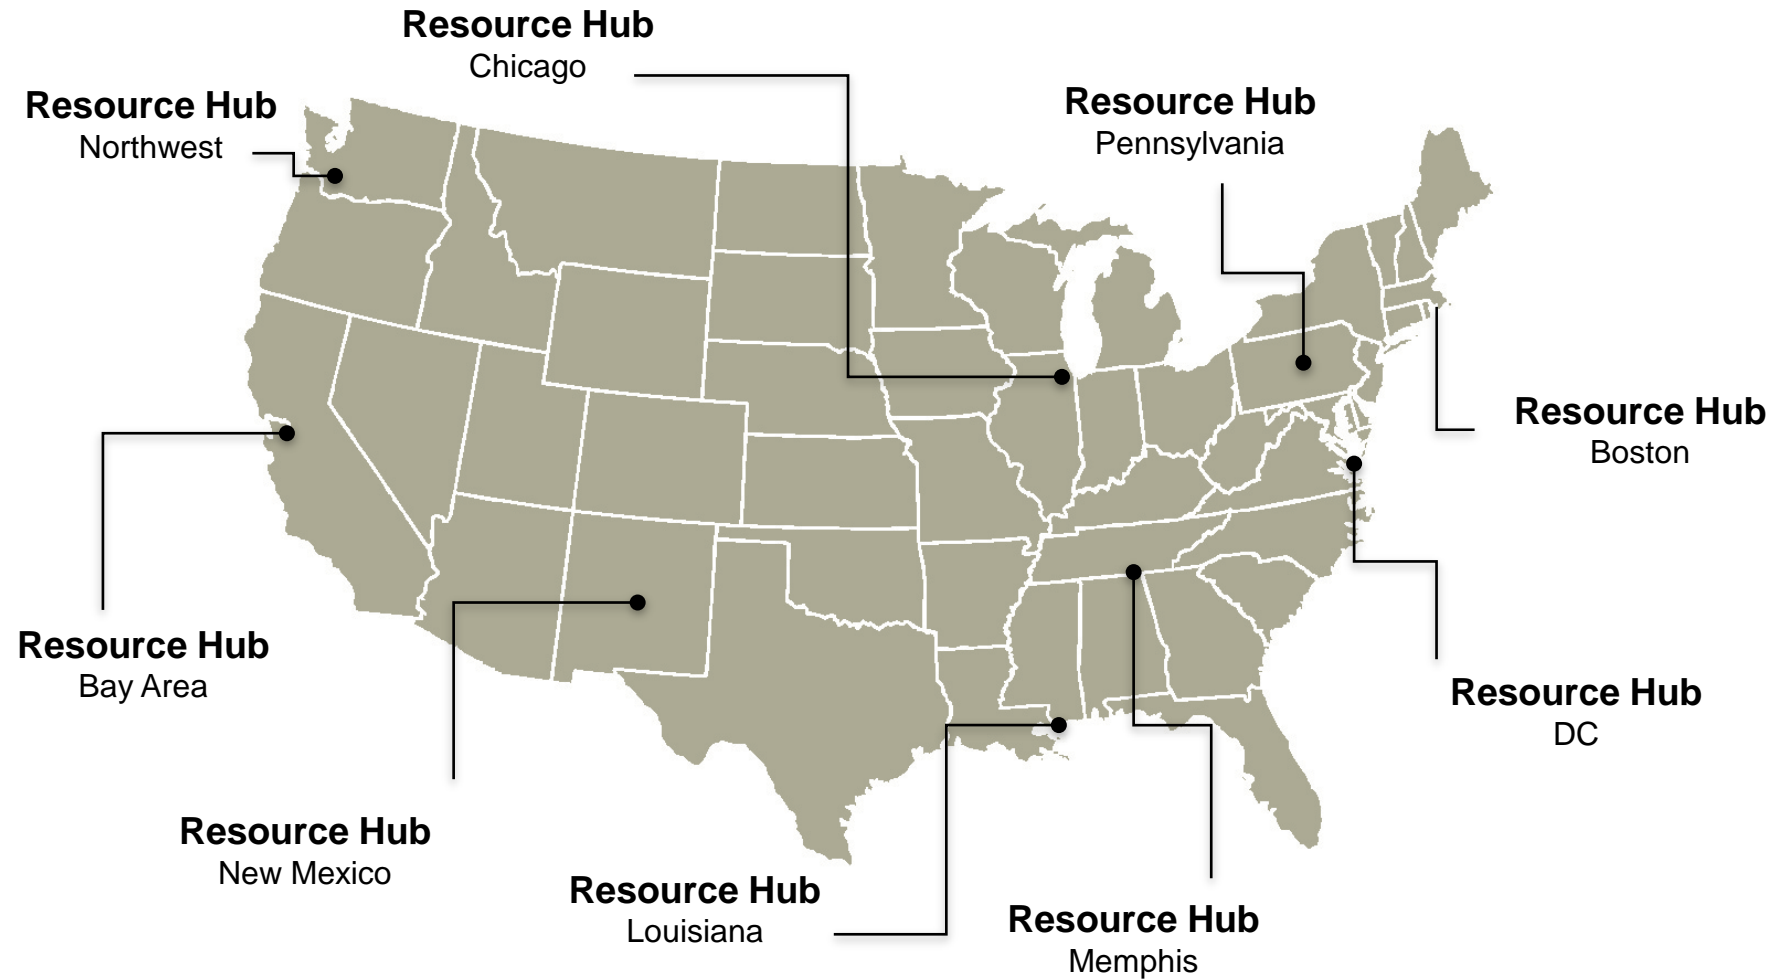 Resource Hub
Chicago
Resource Hub
Northwest
Resource Hub
Pennsylvania
Resource Hub
Boston
Resource Hub
Bay Area
Resource Hub
DC
Resource Hub
New Mexico
Resource Hub
Louisiana
Resource Hub
Memphis